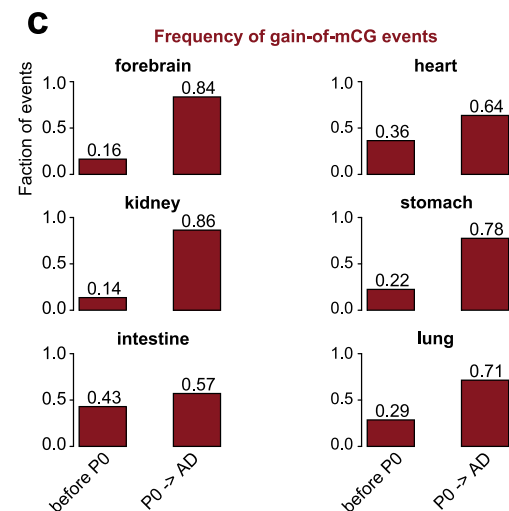 c
Frequency of gain-of-mCG events
Faction of events
forebrain
1.0
0.5
0.0
0.16
0.84
heart
1.0
0.5
0.0
0.36
0.64
kidney
1.0
0.5
0.0
0.14
0.86
stomach
1.0
0.5
0.0
0.22
0.78
intestine
1.0
0.5
0.0
0.43
0.57
before P0
P0 -> AD
lung
1.0
0.5
0.0
0.29
0.71
before P0
P0 -> AD